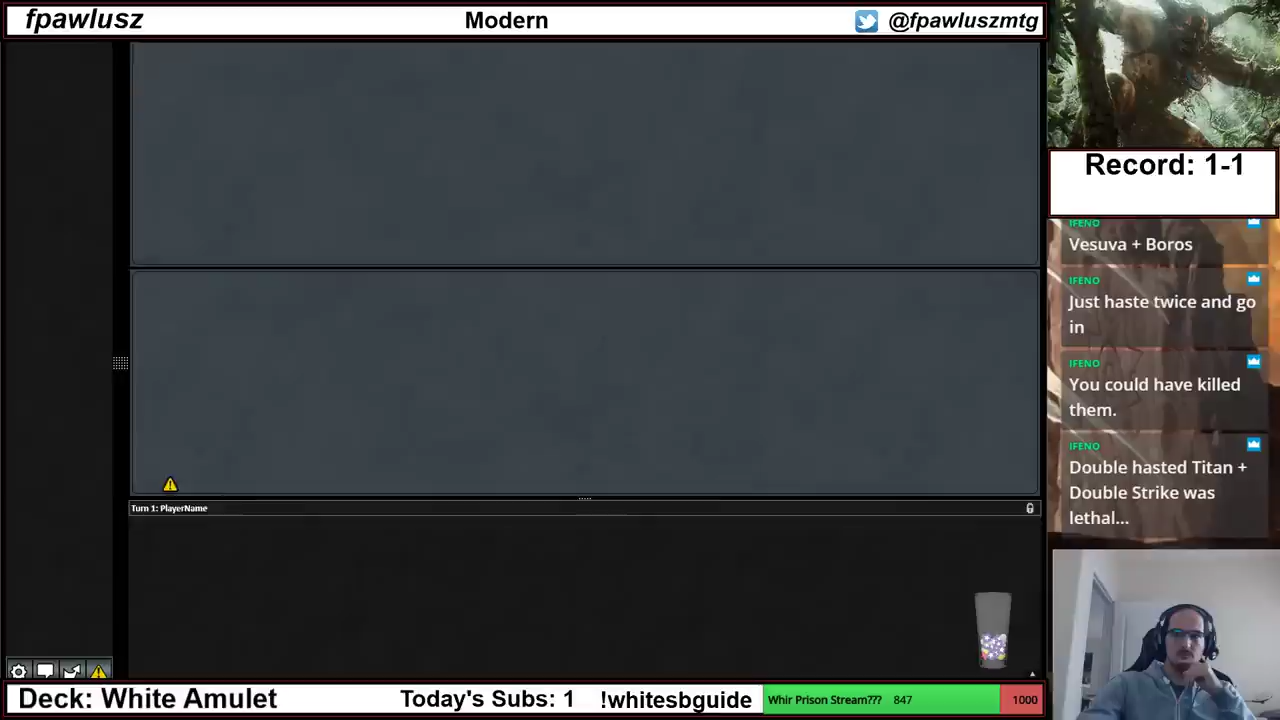 fpawlusz
Modern
@fpawluszmtg
Record: 1-1
IFENO
Vesuva + Boros
IFENO
Just haste twice and go
in
IFENO
You could have killed
them.
IFENO
Double hasted Titan +
Double Strike was
lethal...
Turn 1: PlayerName
Deck: White Amulet
Today's Subs: 1
!whitesbguide
Whir Prison Stream??? 847
1000